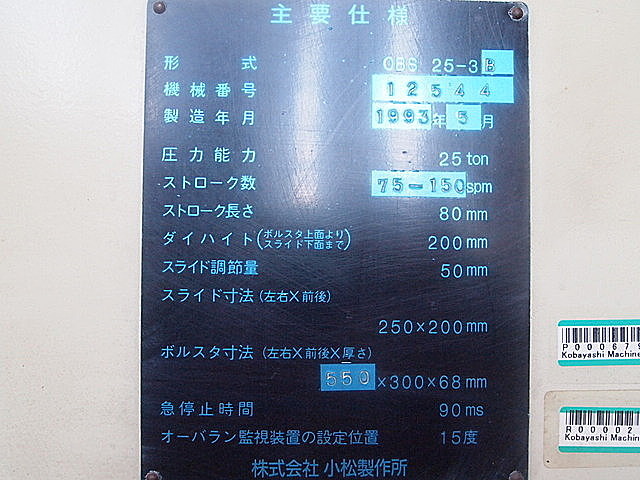 主要仕様
形式 OBS 25-3B
機械番号 12544
製造年月 1993年5月
圧力能力 25ton
ストローク数 75-150spm
ストローク長さ 80mm
ダイハイト(ボルスタ上面より
スライド下面まで) 200mm
スライド調節量 50mm
スライド寸法(左右×前後)
250×200mm
ボルスタ寸法(左右×前後×厚さ)
550×300×68mm
急停止時間 90ms
オーバラン監視装置の設定位置 15度
株式会社 小松製作所
P000679
Kobayashi Machine
R00002
Kobayashi Machine